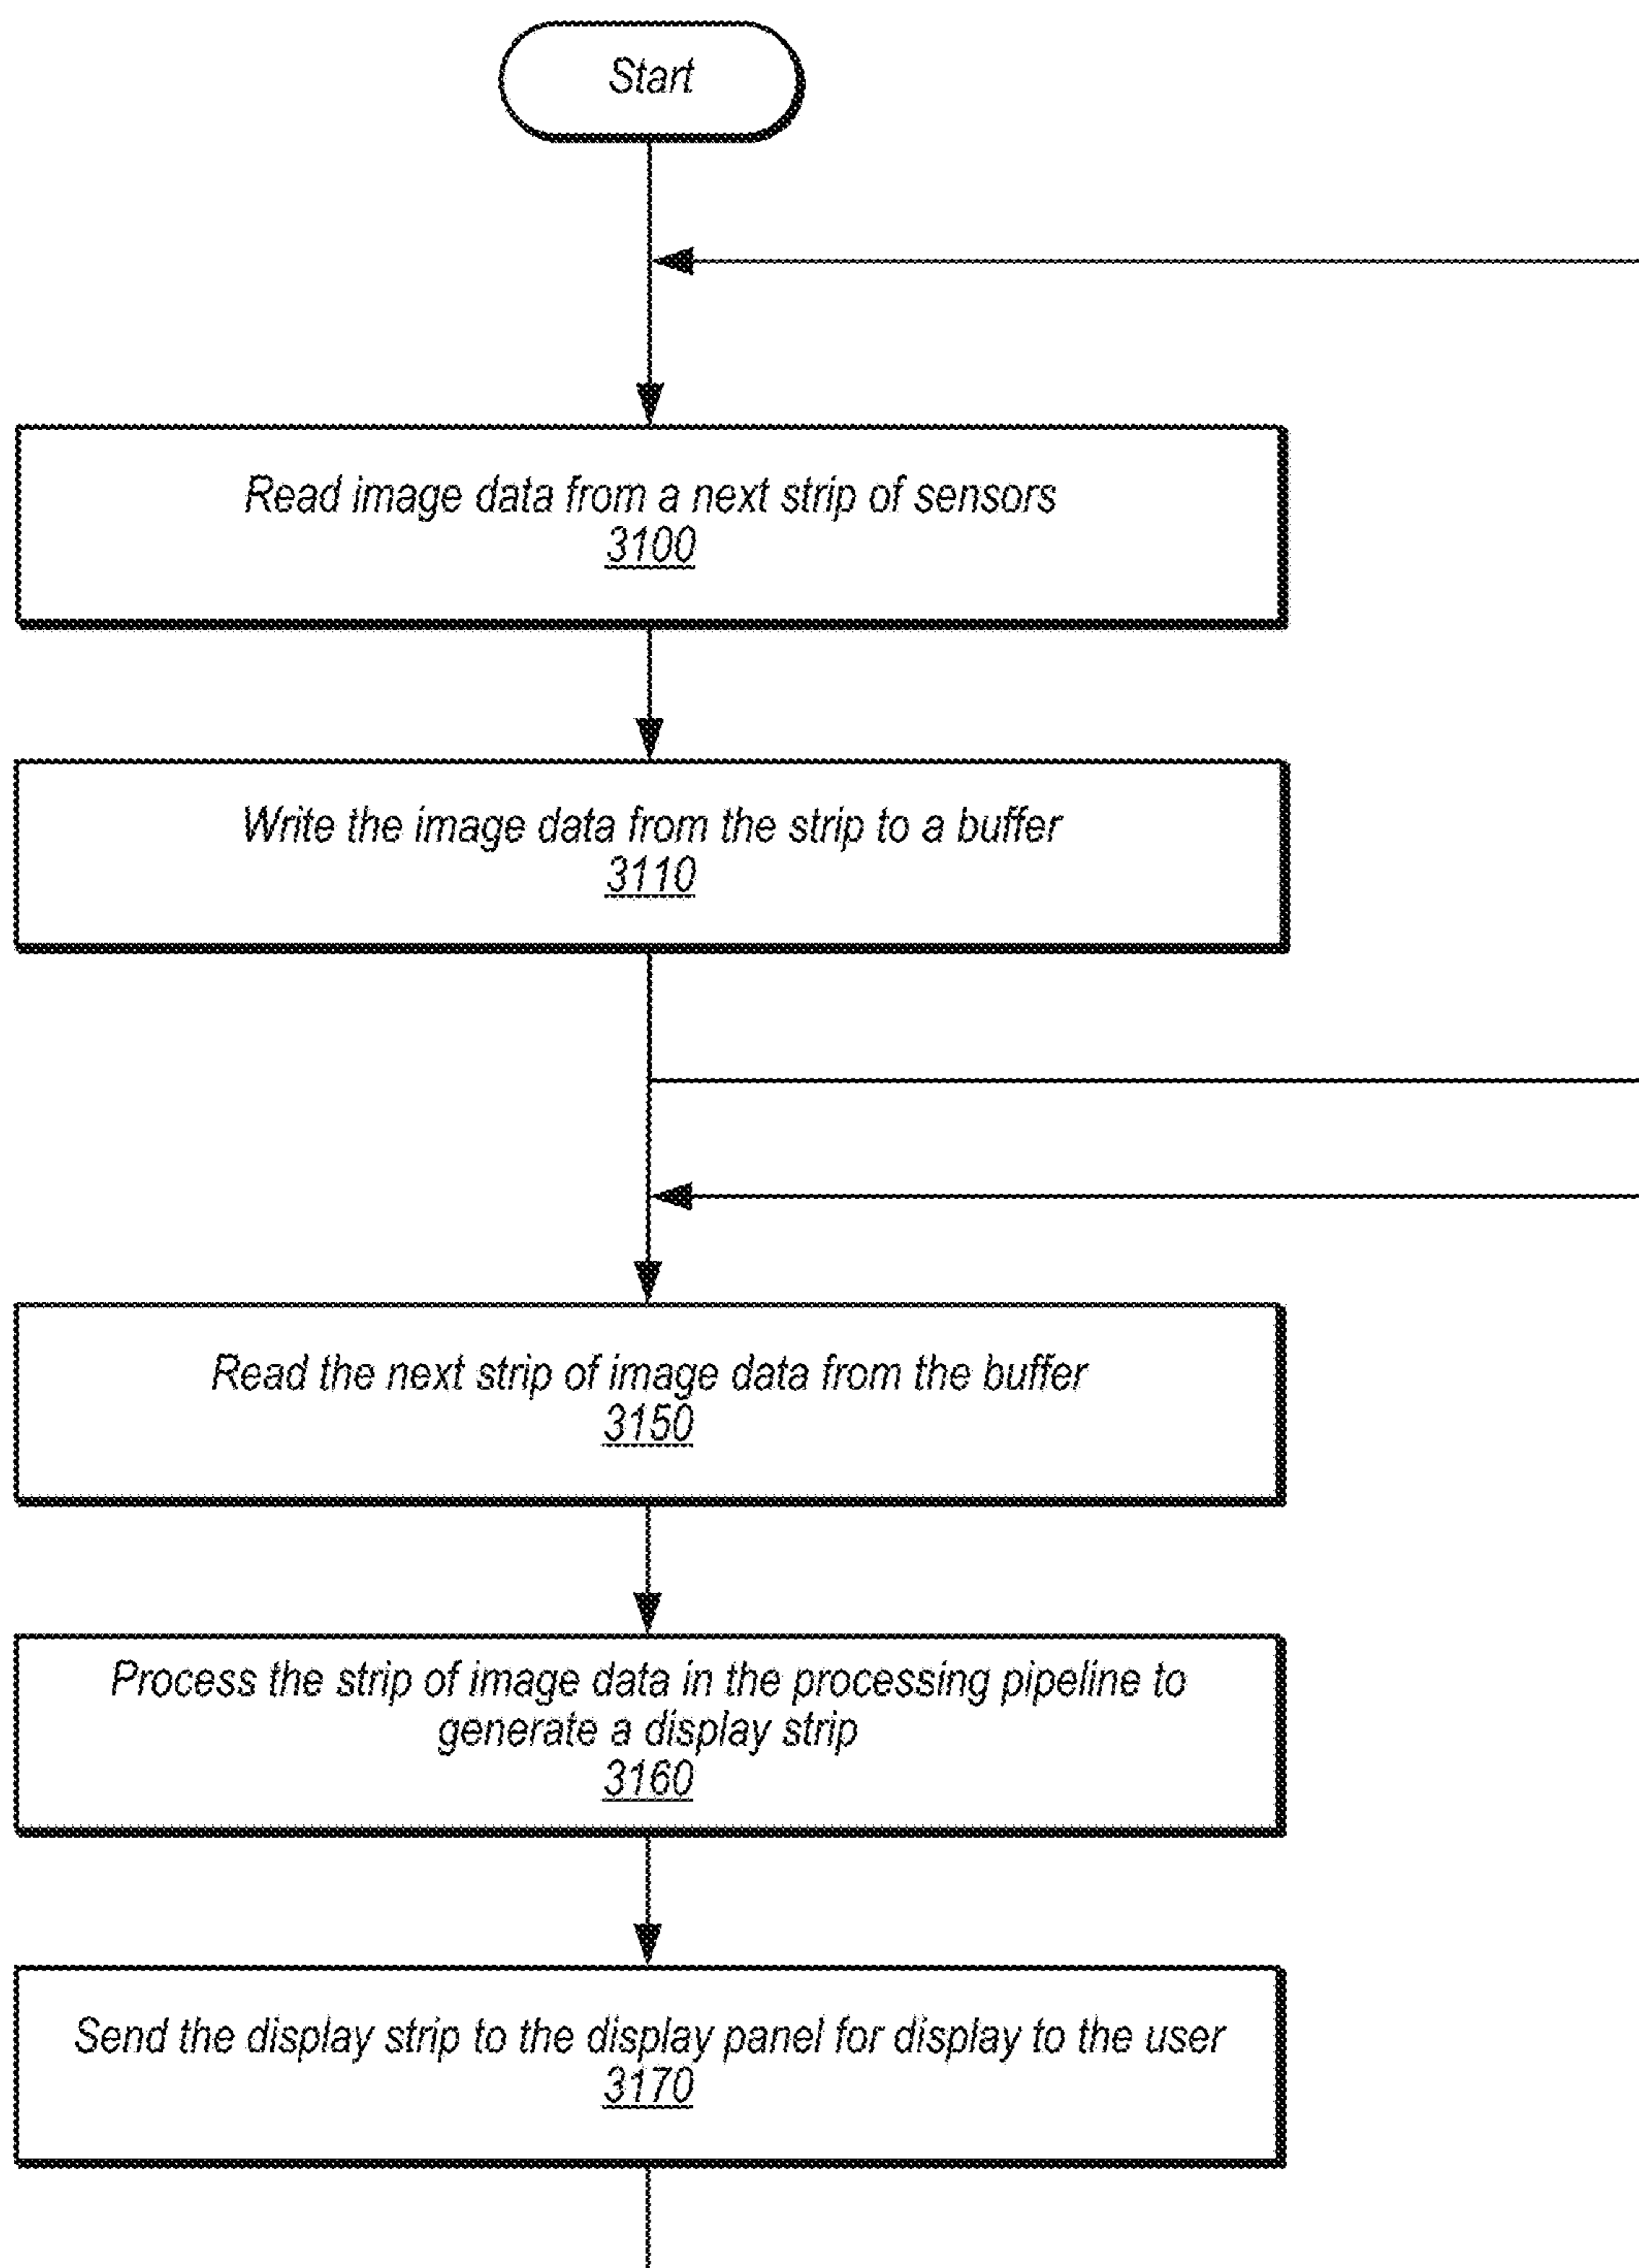 Start
Read image data from a next strip of sensors
3100
Write the image data from the strip to a buffer
3110
Read the next strip of image data from the buffer
3150
Process the strip of image data in the processing pipeline to
generate a display strip
3160
Send the display strip to the display panel for display to the user
3170